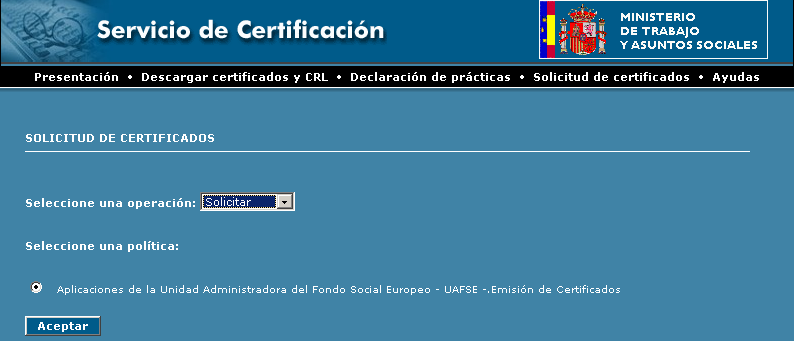 Servicio de Certificación
MINISTERIO
DE TRABAJO
Y ASUNTOS SOCIALES
Presentación • Descargar certificados y CRL • Declaración de prácticas • Solicitud de certificados • Ayudas
SOLICITUD DE CERTIFICADOS
Seleccione una operación: Solicitar
Seleccione una política:
Aplicaciones de la Unidad Administradora del Fondo Social Europeo - UAFSE -.Emisión de Certificados
Aceptar